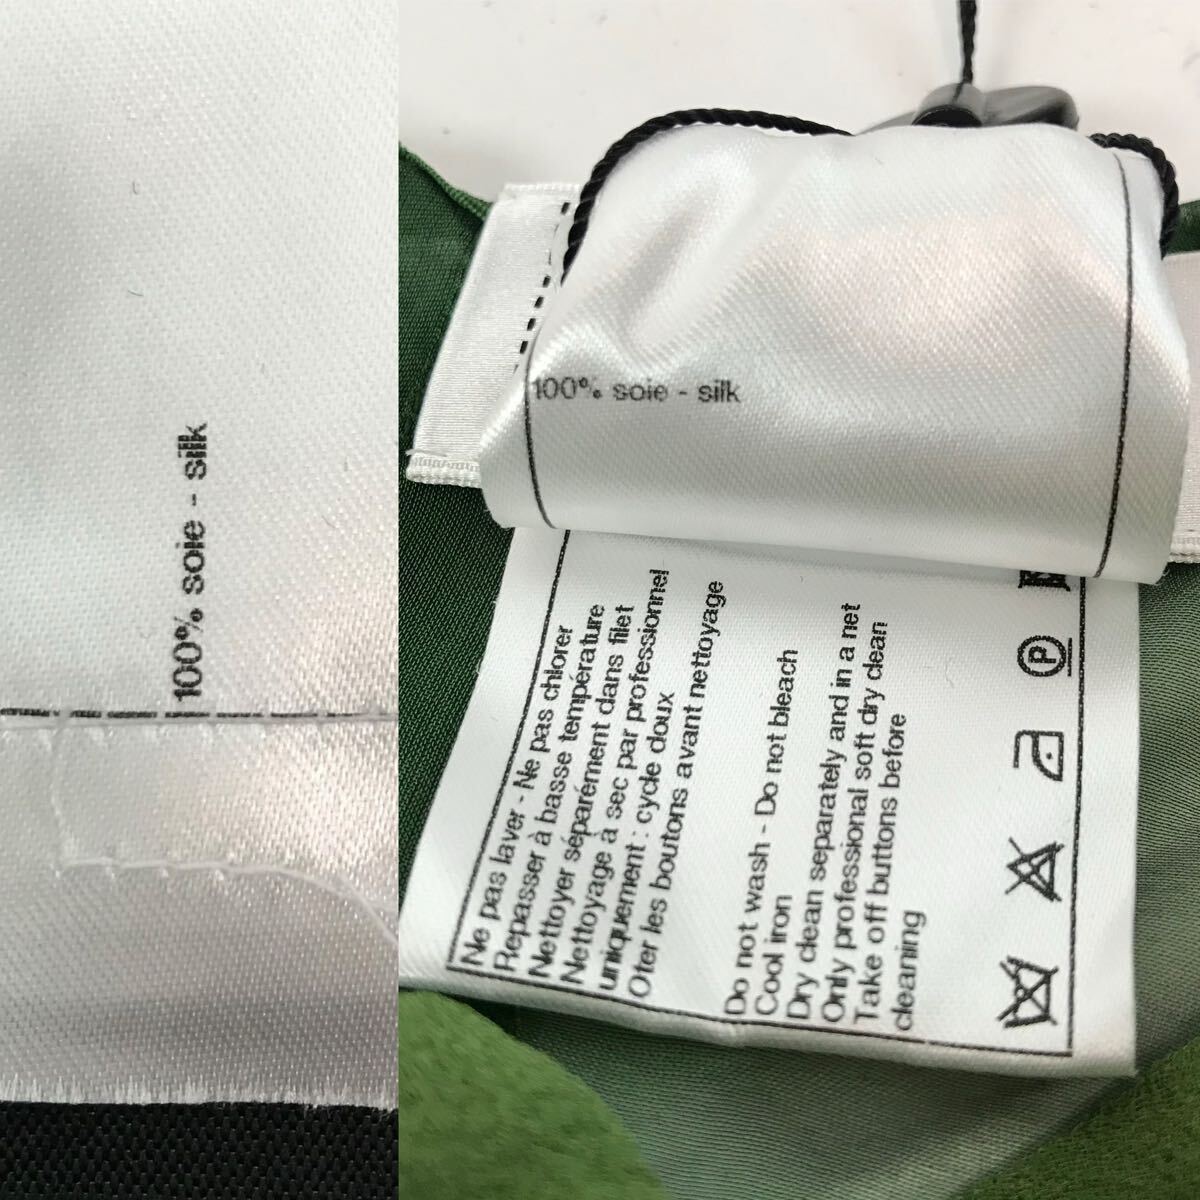 100% soie - silk
100% soie - silk
Ne pas laver - Ne pas chlorer
Repasser à basse température
Nettoyer séparément dans filet
Nettoyage à sec par professionnel
uniquement : cycle doux
Oter les boutons avant nettoyage
Do not wash - Do not bleach
Cool iron
Dry clean separately and in a net
Only professional soft dry clean
Take off buttons before
cleaning
P